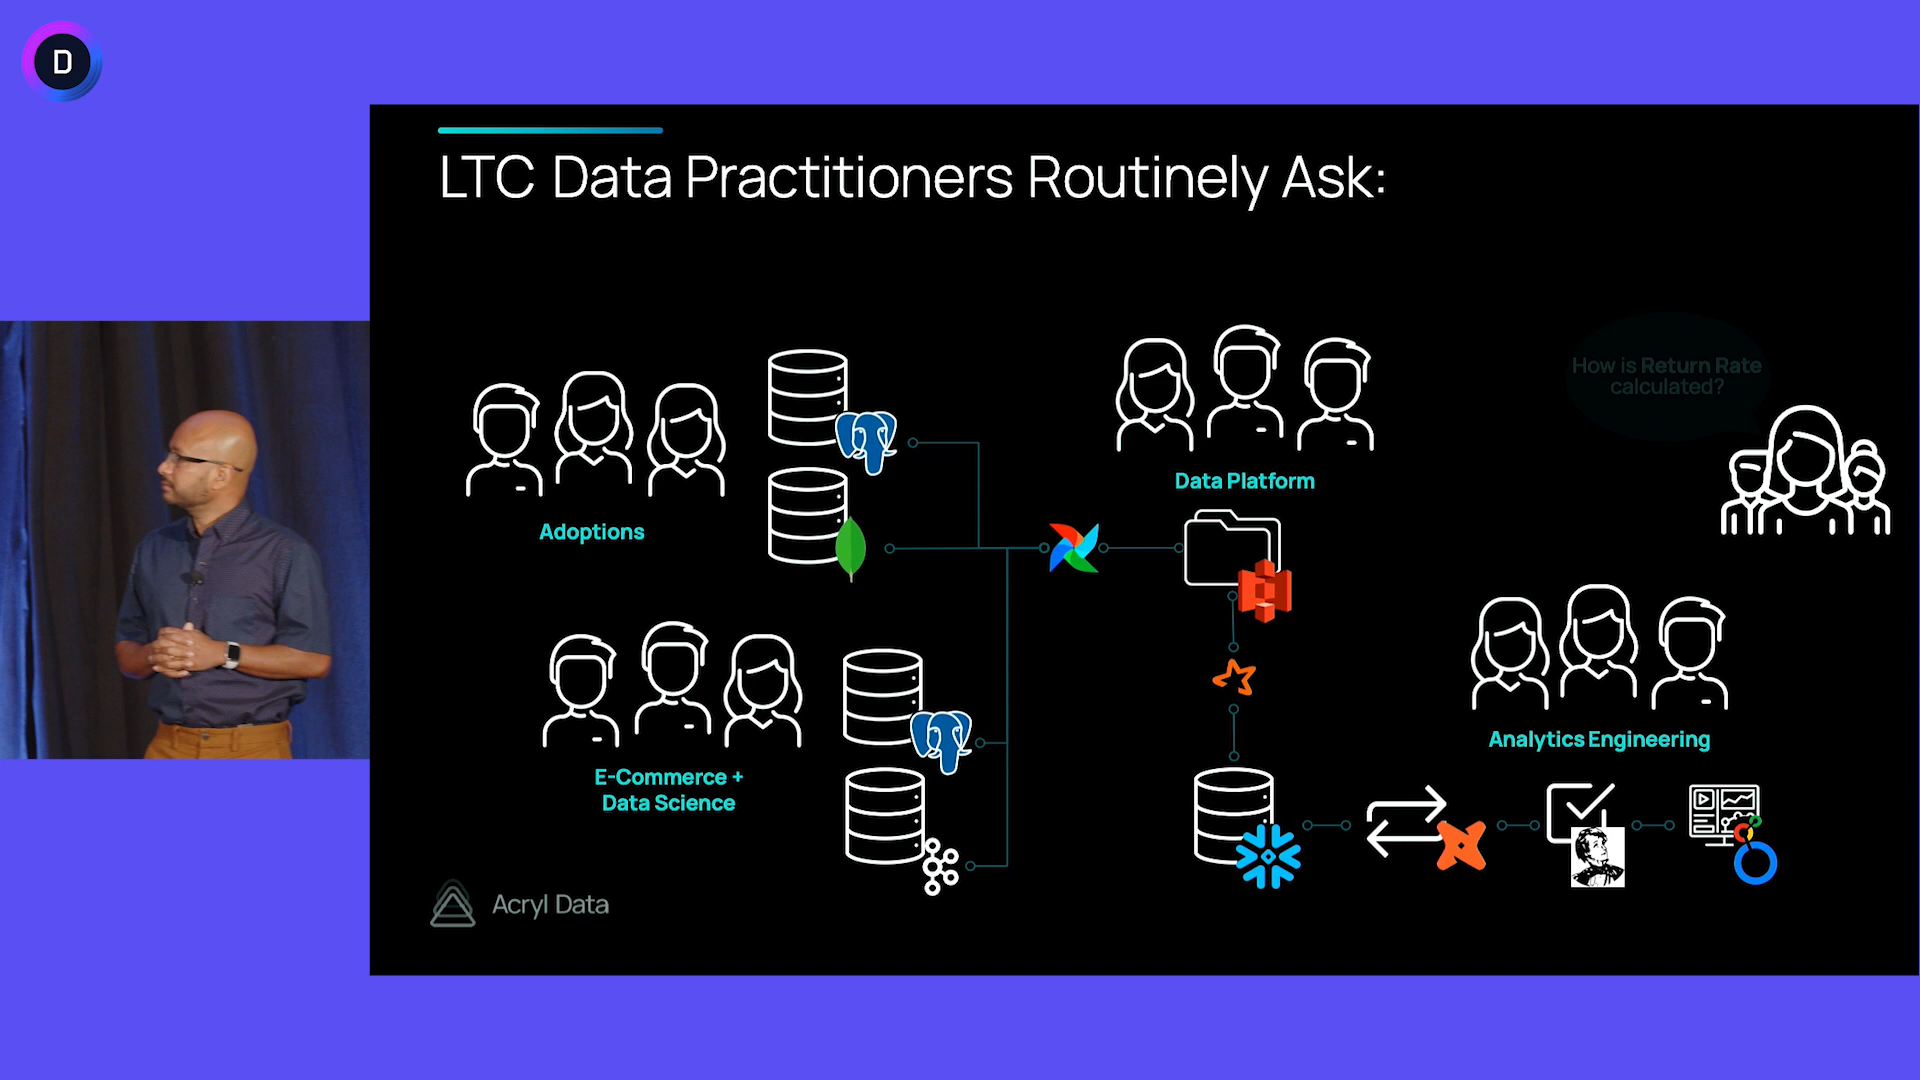 D
LTC Data Practitioners Routinely Ask:
How is Return Rate
calculated?
Data Platform
Adoptions
Analytics Engineering
E-Commerce +
Data Science
Acryl Data